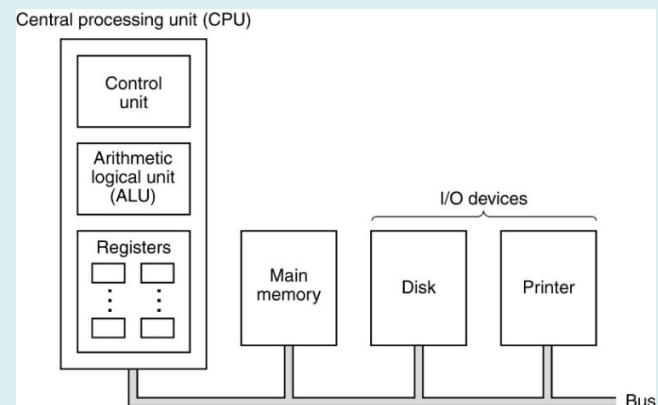 Central processing unit (CPU)
Control
unit
Arithmetic
logical unit
(ALU)
Registers
I/O devices
Main
memory
Disk
Printer
Bus